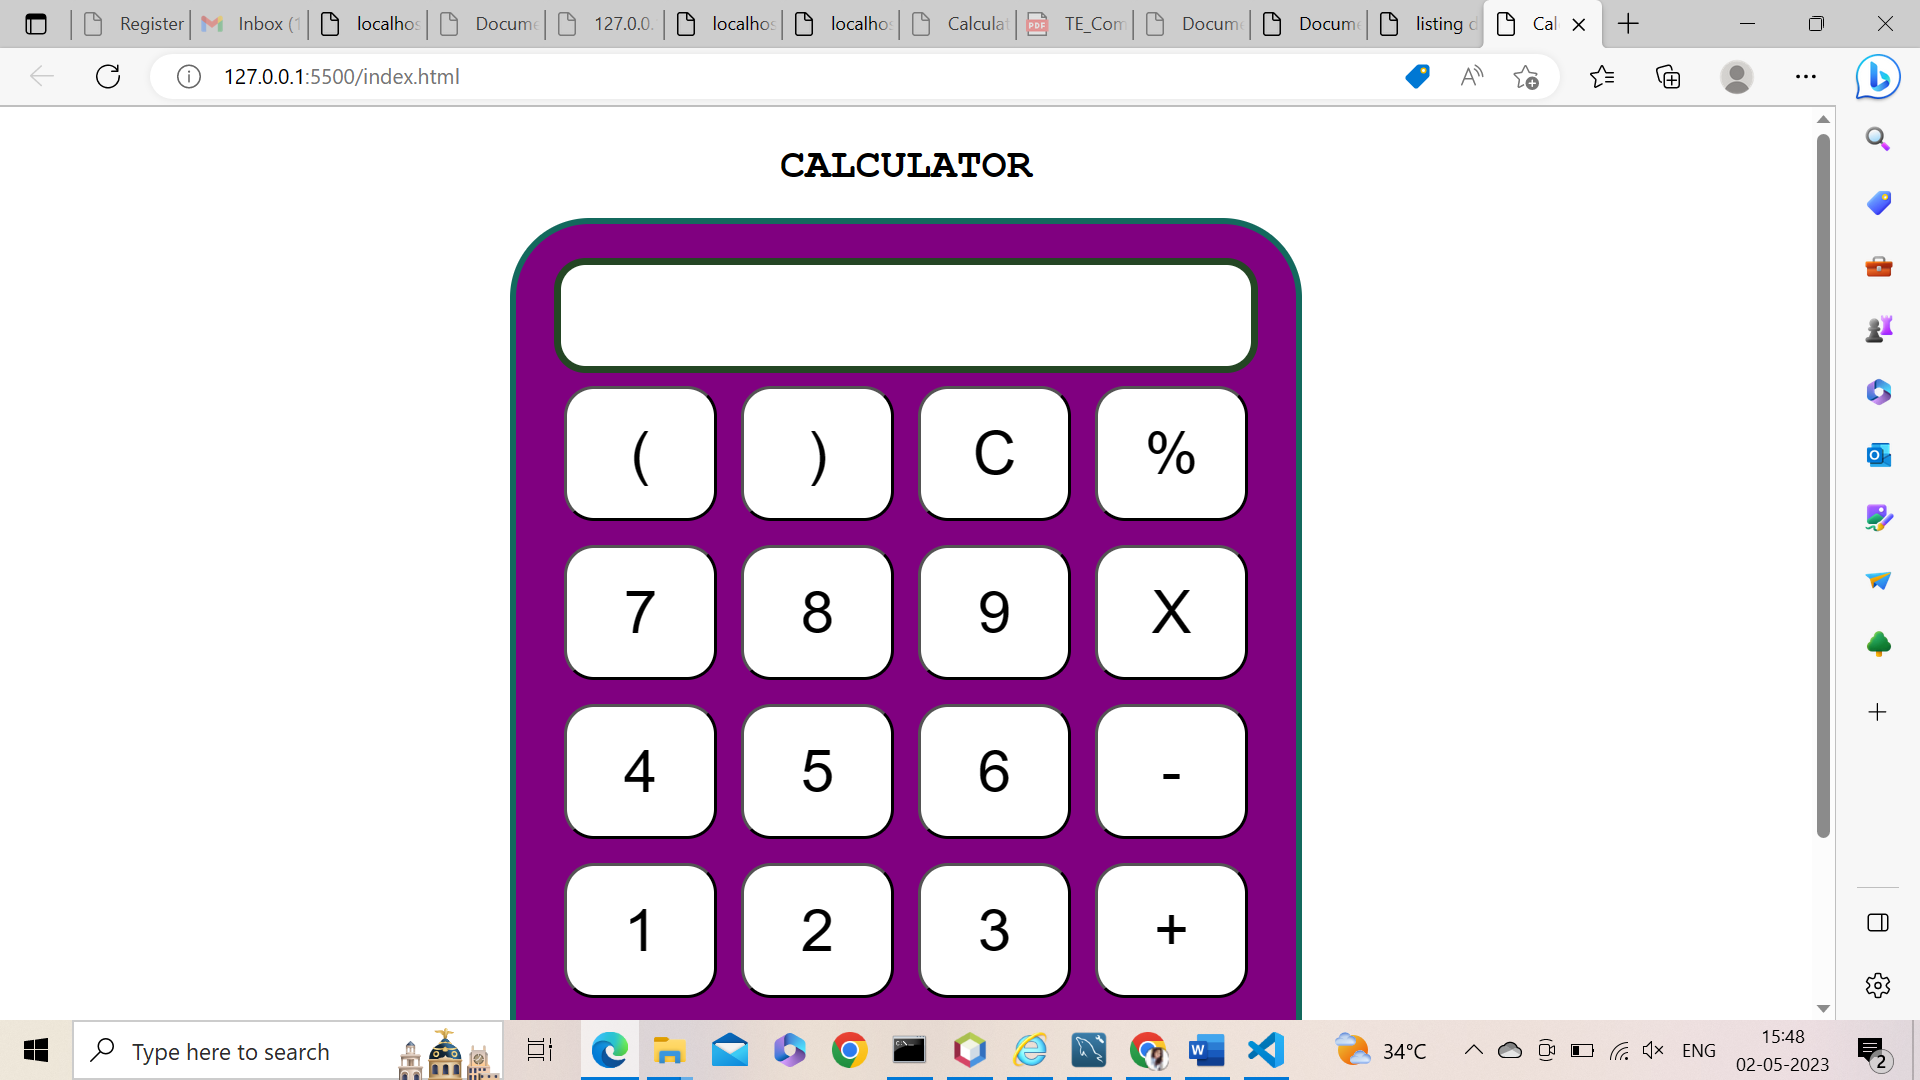 Register
Inbox (1
localhos
Docume
127.0.0.
localhos
localhos
Calculat
PDF
TE_Com
Docume
Docume
listing d
Cal
127.0.0.1:5500/index.html
CALCULATOR
( ) C %
7 8 9 X
4 5 6 -
1 2 3 +
Type here to search
34°C
ENG
15:48
02-05-2023
2